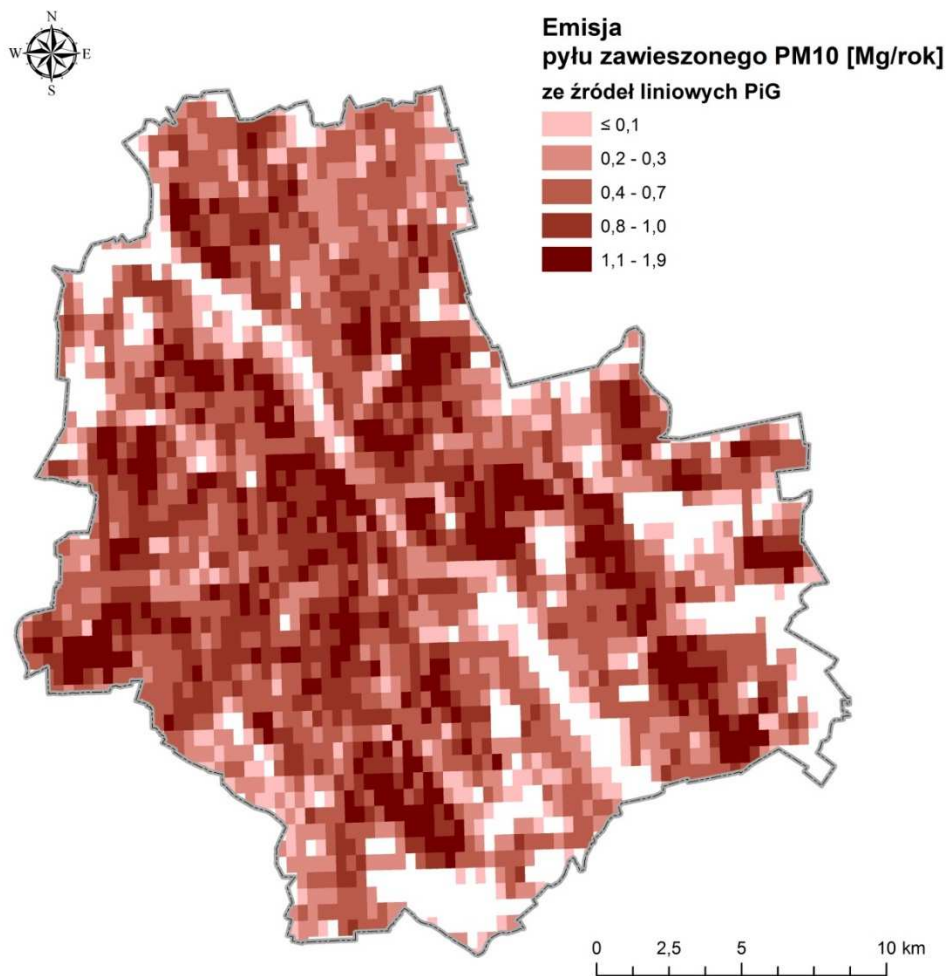 N
W E
S
Emisja
pyłu zawieszonego PM10 [Mg/rok]
ze źródeł liniowych PiG
≤ 0,1
0,2 - 0,3
0,4 - 0,7
0,8 - 1,0
1,1 - 1,9
0 2,5 5 10 km